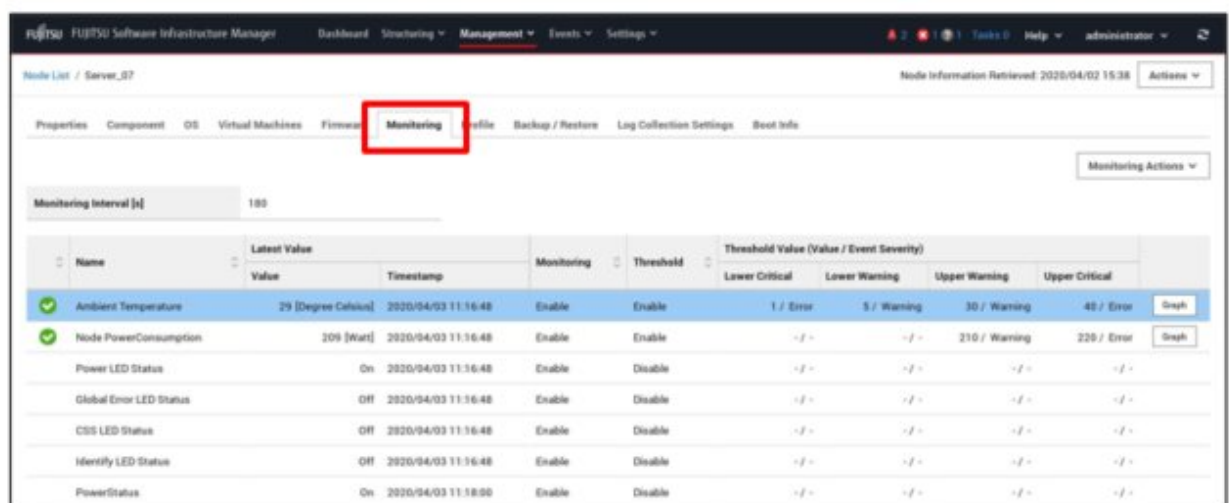 FUJITSU FUJITSU Software Infrastructure Manager Dashboard Structuring Management Events Settings 2 1 1 Tasks 0 Help administrator
Node List / Server_07 Node Information Retrieved: 2020/04/02 15:38 Actions
Properties Component OS Virtual Machines Firmwar Monitoring rofile Backup / Restore Log Collection Settings Boot Info
Monitoring Actions
Monitoring Interval [s] 180
Latest Value Threshold Value (Value / Event Severity)
Name Monitoring Threshold
Value Timestamp Lower Critical Lower Warning Upper Warning Upper Critical
Ambient Temperature 29 [Degree Celsius] 2020/04/03 11:16:48 Enable Enable 1 / Error 5 / Warning 30 / Warning 40 / Error Graph
Node PowerConsumption 209 [Watt] 2020/04/03 11:16:48 Enable Enable - / - - / - 210 / Warning 220 / Error Graph
Power LED Status On 2020/04/03 11:16:48 Enable Disable - / - - / - - / - - / -
Global Error LED Status Off 2020/04/03 11:16:48 Enable Disable - / - - / - - / - - / -
CSS LED Status Off 2020/04/03 11:16:48 Enable Disable - / - - / - - / - - / -
Identify LED Status Off 2020/04/03 11:16:48 Enable Disable - / - - / - - / - - / -
PowerStatus On 2020/04/03 11:18:00 Enable Disable - / - - / - - / - - / -